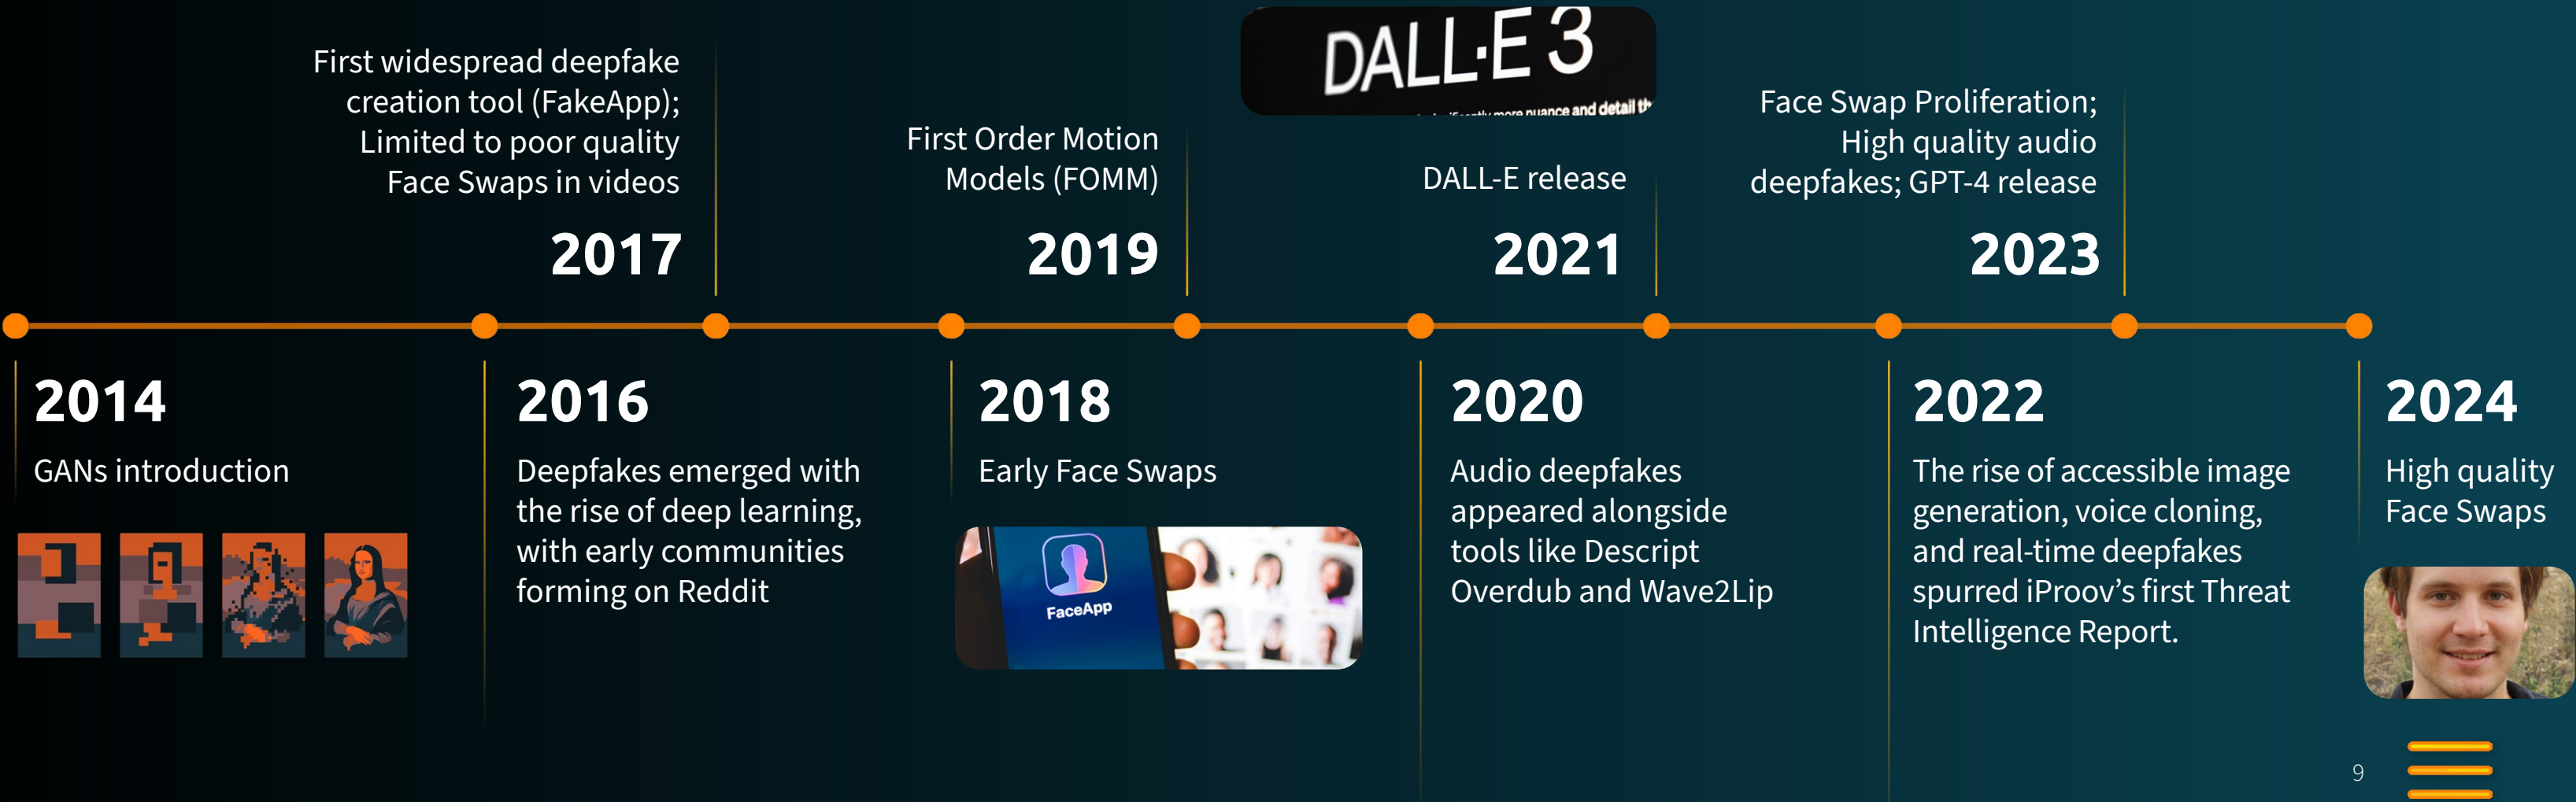 First widespread deepfake
creation tool (FakeApp);
Limited to poor quality
Face Swaps in videos
2017
First Order Motion
Models (FOMM)
2019
DALL·E 3
more nuance and detail
DALL-E release
2021
Face Swap Proliferation;
High quality audio
deepfakes; GPT-4 release
2023
2014
GANs introduction
2016
Deepfakes emerged with
the rise of deep learning,
with early communities
forming on Reddit
2018
Early Face Swaps
FaceApp
2020
Audio deepfakes
appeared alongside
tools like Descript
Overdub and Wave2Lip
2022
The rise of accessible image
generation, voice cloning,
and real-time deepfakes
spurred iProov’s first Threat
Intelligence Report.
2024
High quality
Face Swaps
9